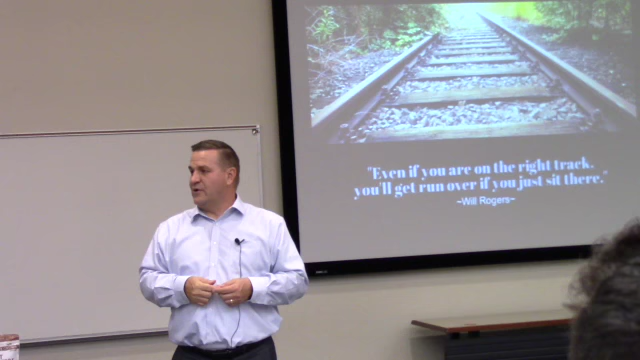 "Even if you are on the right track,
you'll get run over if you just sit there."
~Will Rogers~